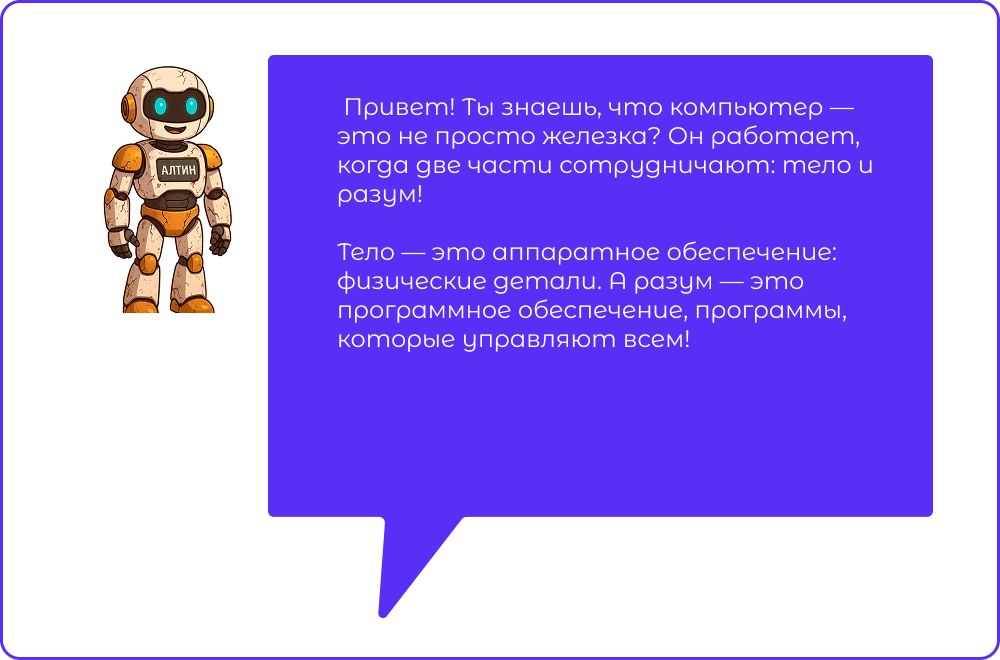 АЛТИН
Привет! Ты знаешь, что компьютер —
это не просто железка? Он работает,
когда две части сотрудничают: тело и
разум!
Тело — это аппаратное обеспечение:
физические детали. А разум — это
программное обеспечение, программы,
которые управляют всем!